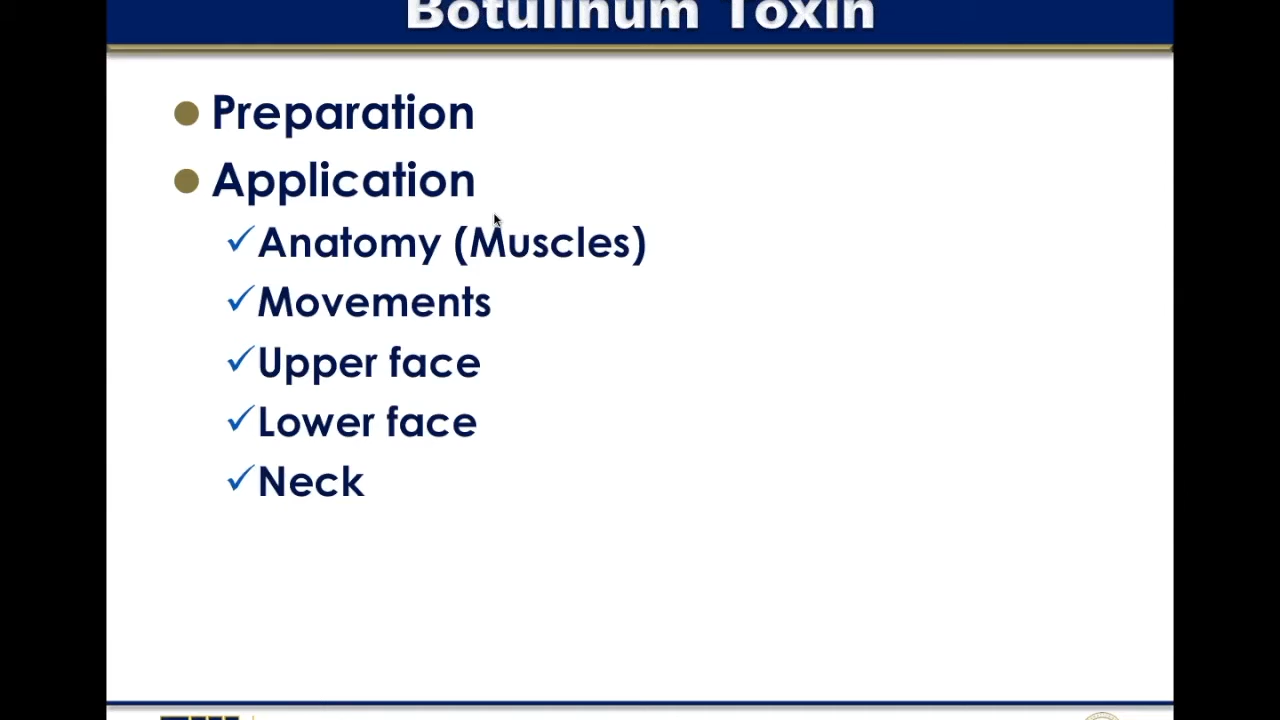 Botulinum Toxin
Preparation
Application
Anatomy (Muscles)
Movements
Upper face
Lower face
Neck